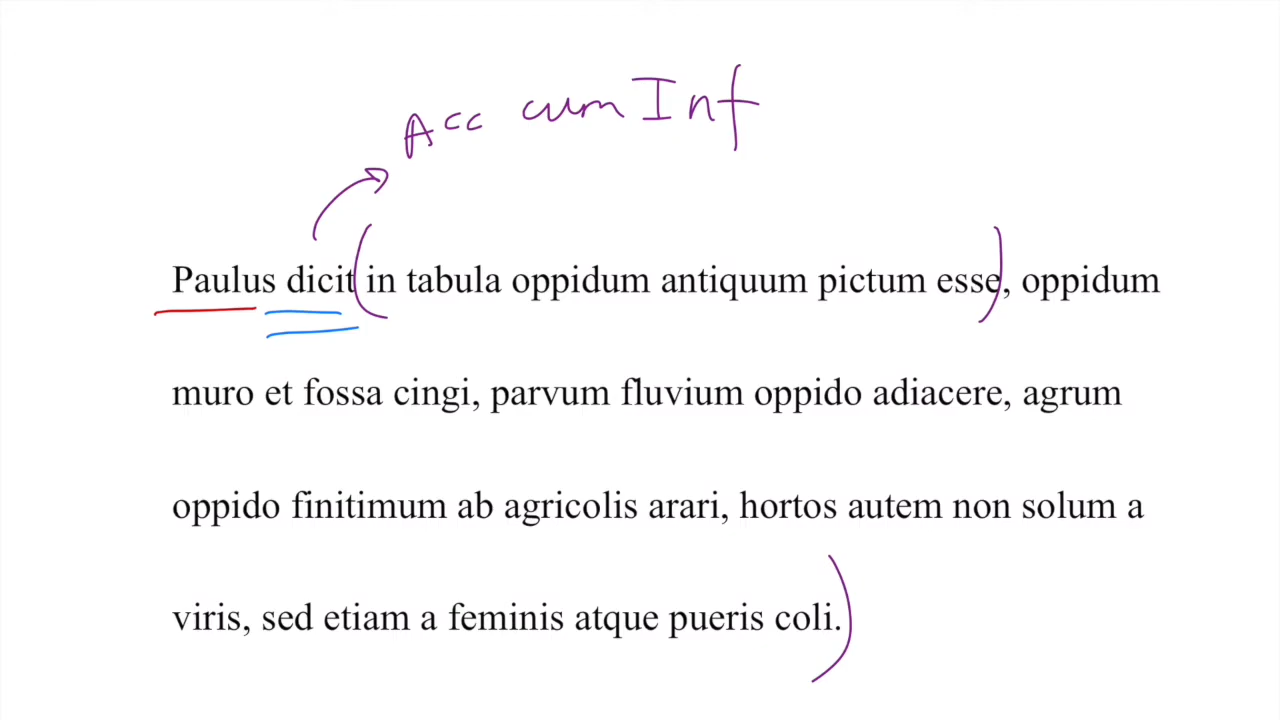 Acc cum Inf
Paulus dicit in tabula oppidum antiquum pictum esse, oppidum
muro et fossa cingi, parvum fluvium oppido adiacere, agrum
oppido finitimum ab agricolis arari, hortos autem non solum a
viris, sed etiam a feminis atque pueris coli.